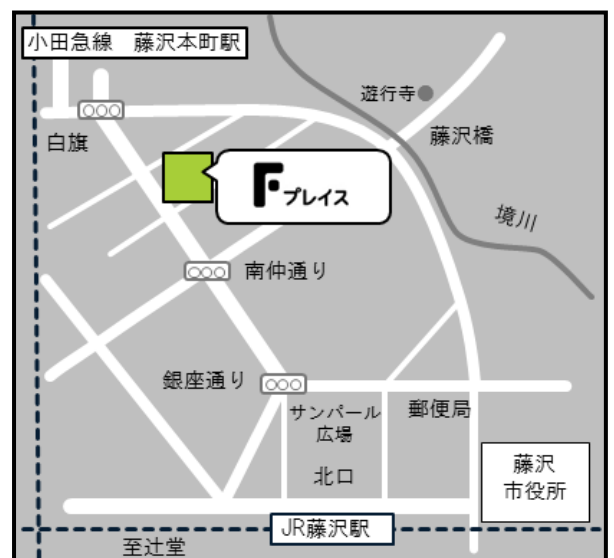 小田急線　藤沢本町駅
遊行寺
白旗
藤沢橋
Fプレイス
境川
南仲通り
銀座通り
サンパール
広場
郵便局
北口
藤沢
市役所
JR藤沢駅
至辻堂